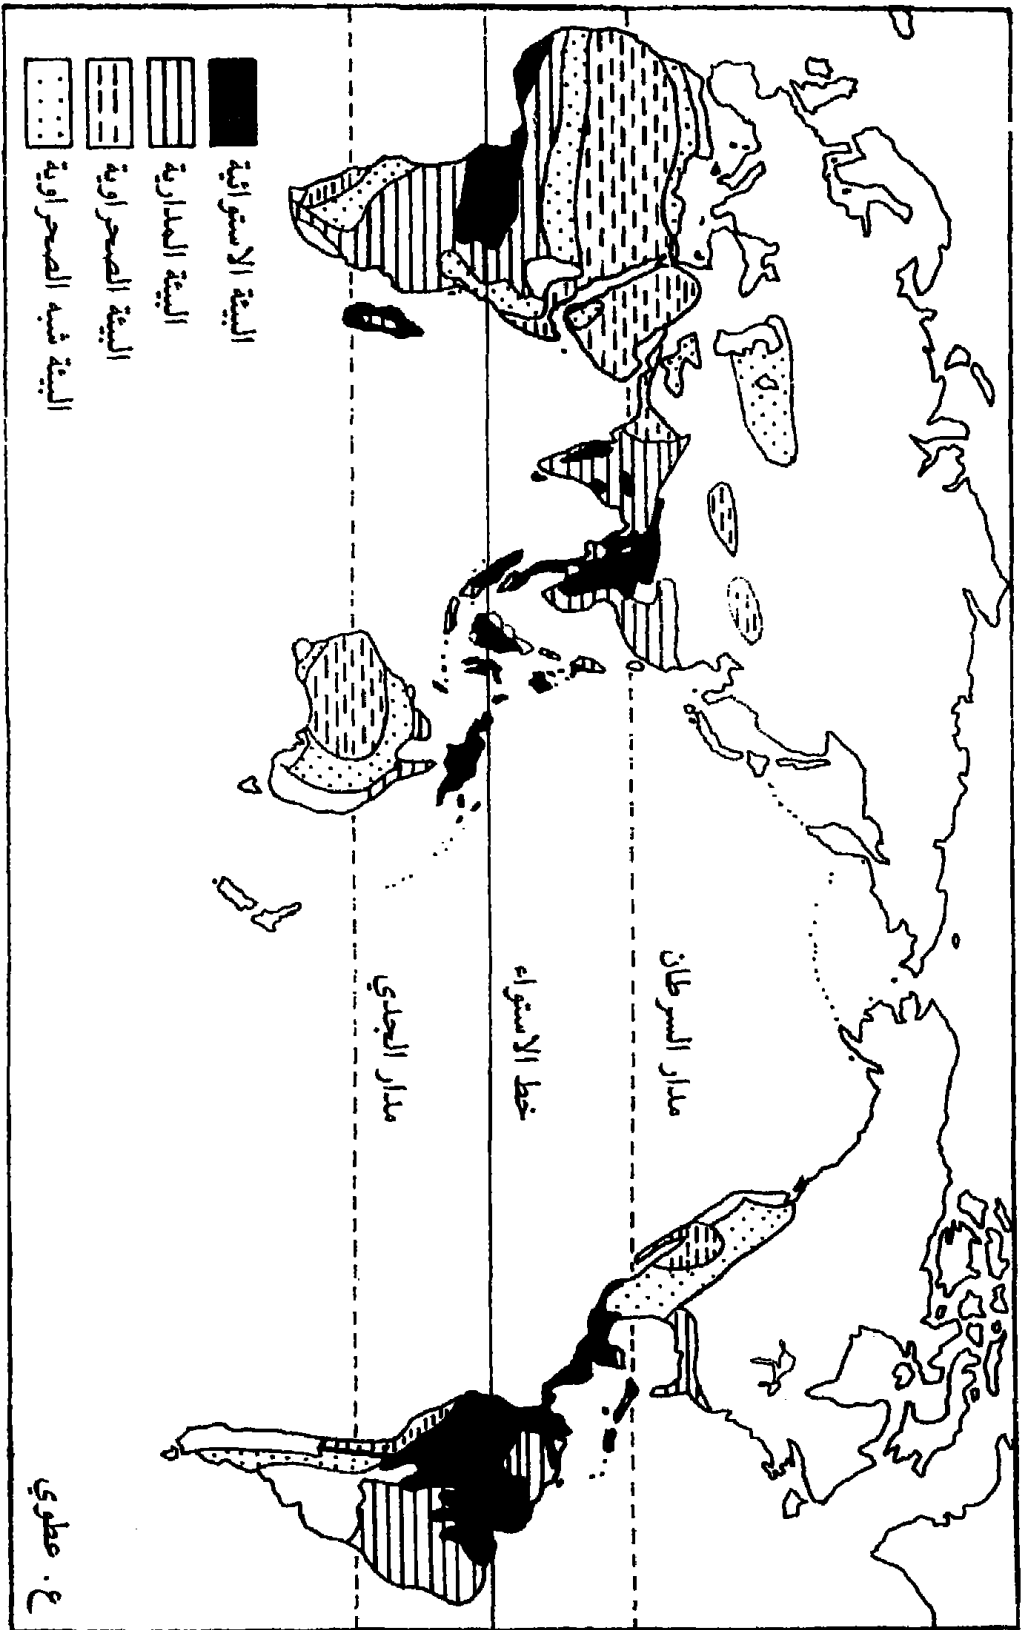 مدار السرطان
خط الاستواء
مدار الجدي
البيئة الاستوائية
البيئة المدارية
البيئة الصحراوية
البيئة شبه الصحراوية
ع. عطوي